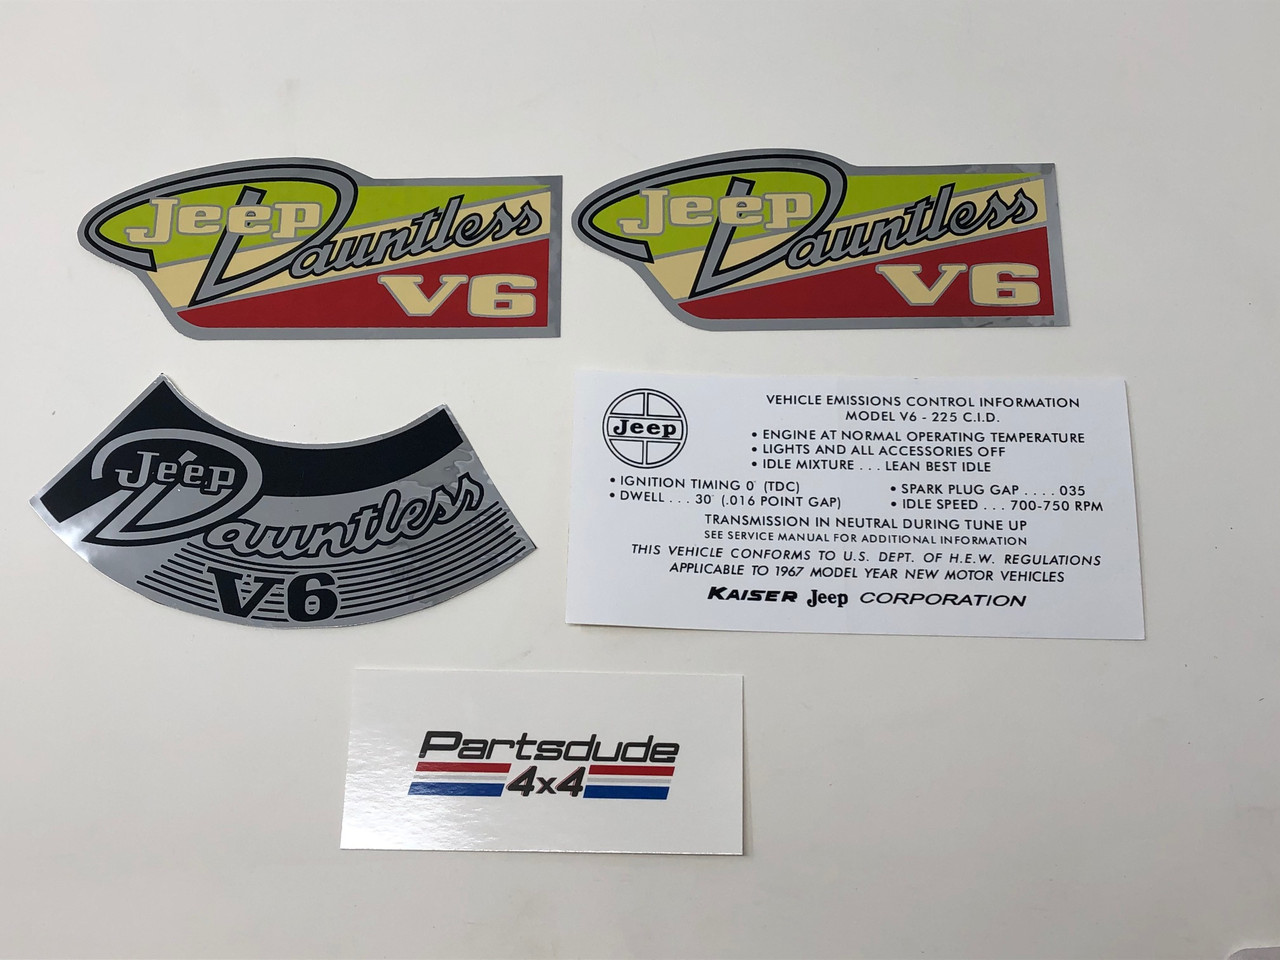 Jeep
Dauntless
V6
Jeep
Dauntless
V6
Jeep
Dauntless
V6
Jeep
VEHICLE EMISSIONS CONTROL INFORMATION
MODEL V6 - 225 C.I.D.
• ENGINE AT NORMAL OPERATING TEMPERATURE
• LIGHTS AND ALL ACCESSORIES OFF
• IDLE MIXTURE . . . LEAN BEST IDLE
• IGNITION TIMING 0° (TDC)
• DWELL . . . 30° (.016 POINT GAP)
• SPARK PLUG GAP . . . . 035
• IDLE SPEED . . . 700-750 RPM
TRANSMISSION IN NEUTRAL DURING TUNE UP
SEE SERVICE MANUAL FOR ADDITIONAL INFORMATION
THIS VEHICLE CONFORMS TO U.S. DEPT. OF H.E.W. REGULATIONS
APPLICABLE TO 1967 MODEL YEAR NEW MOTOR VEHICLES
KAISER Jeep CORPORATION
Partsdude
4x4